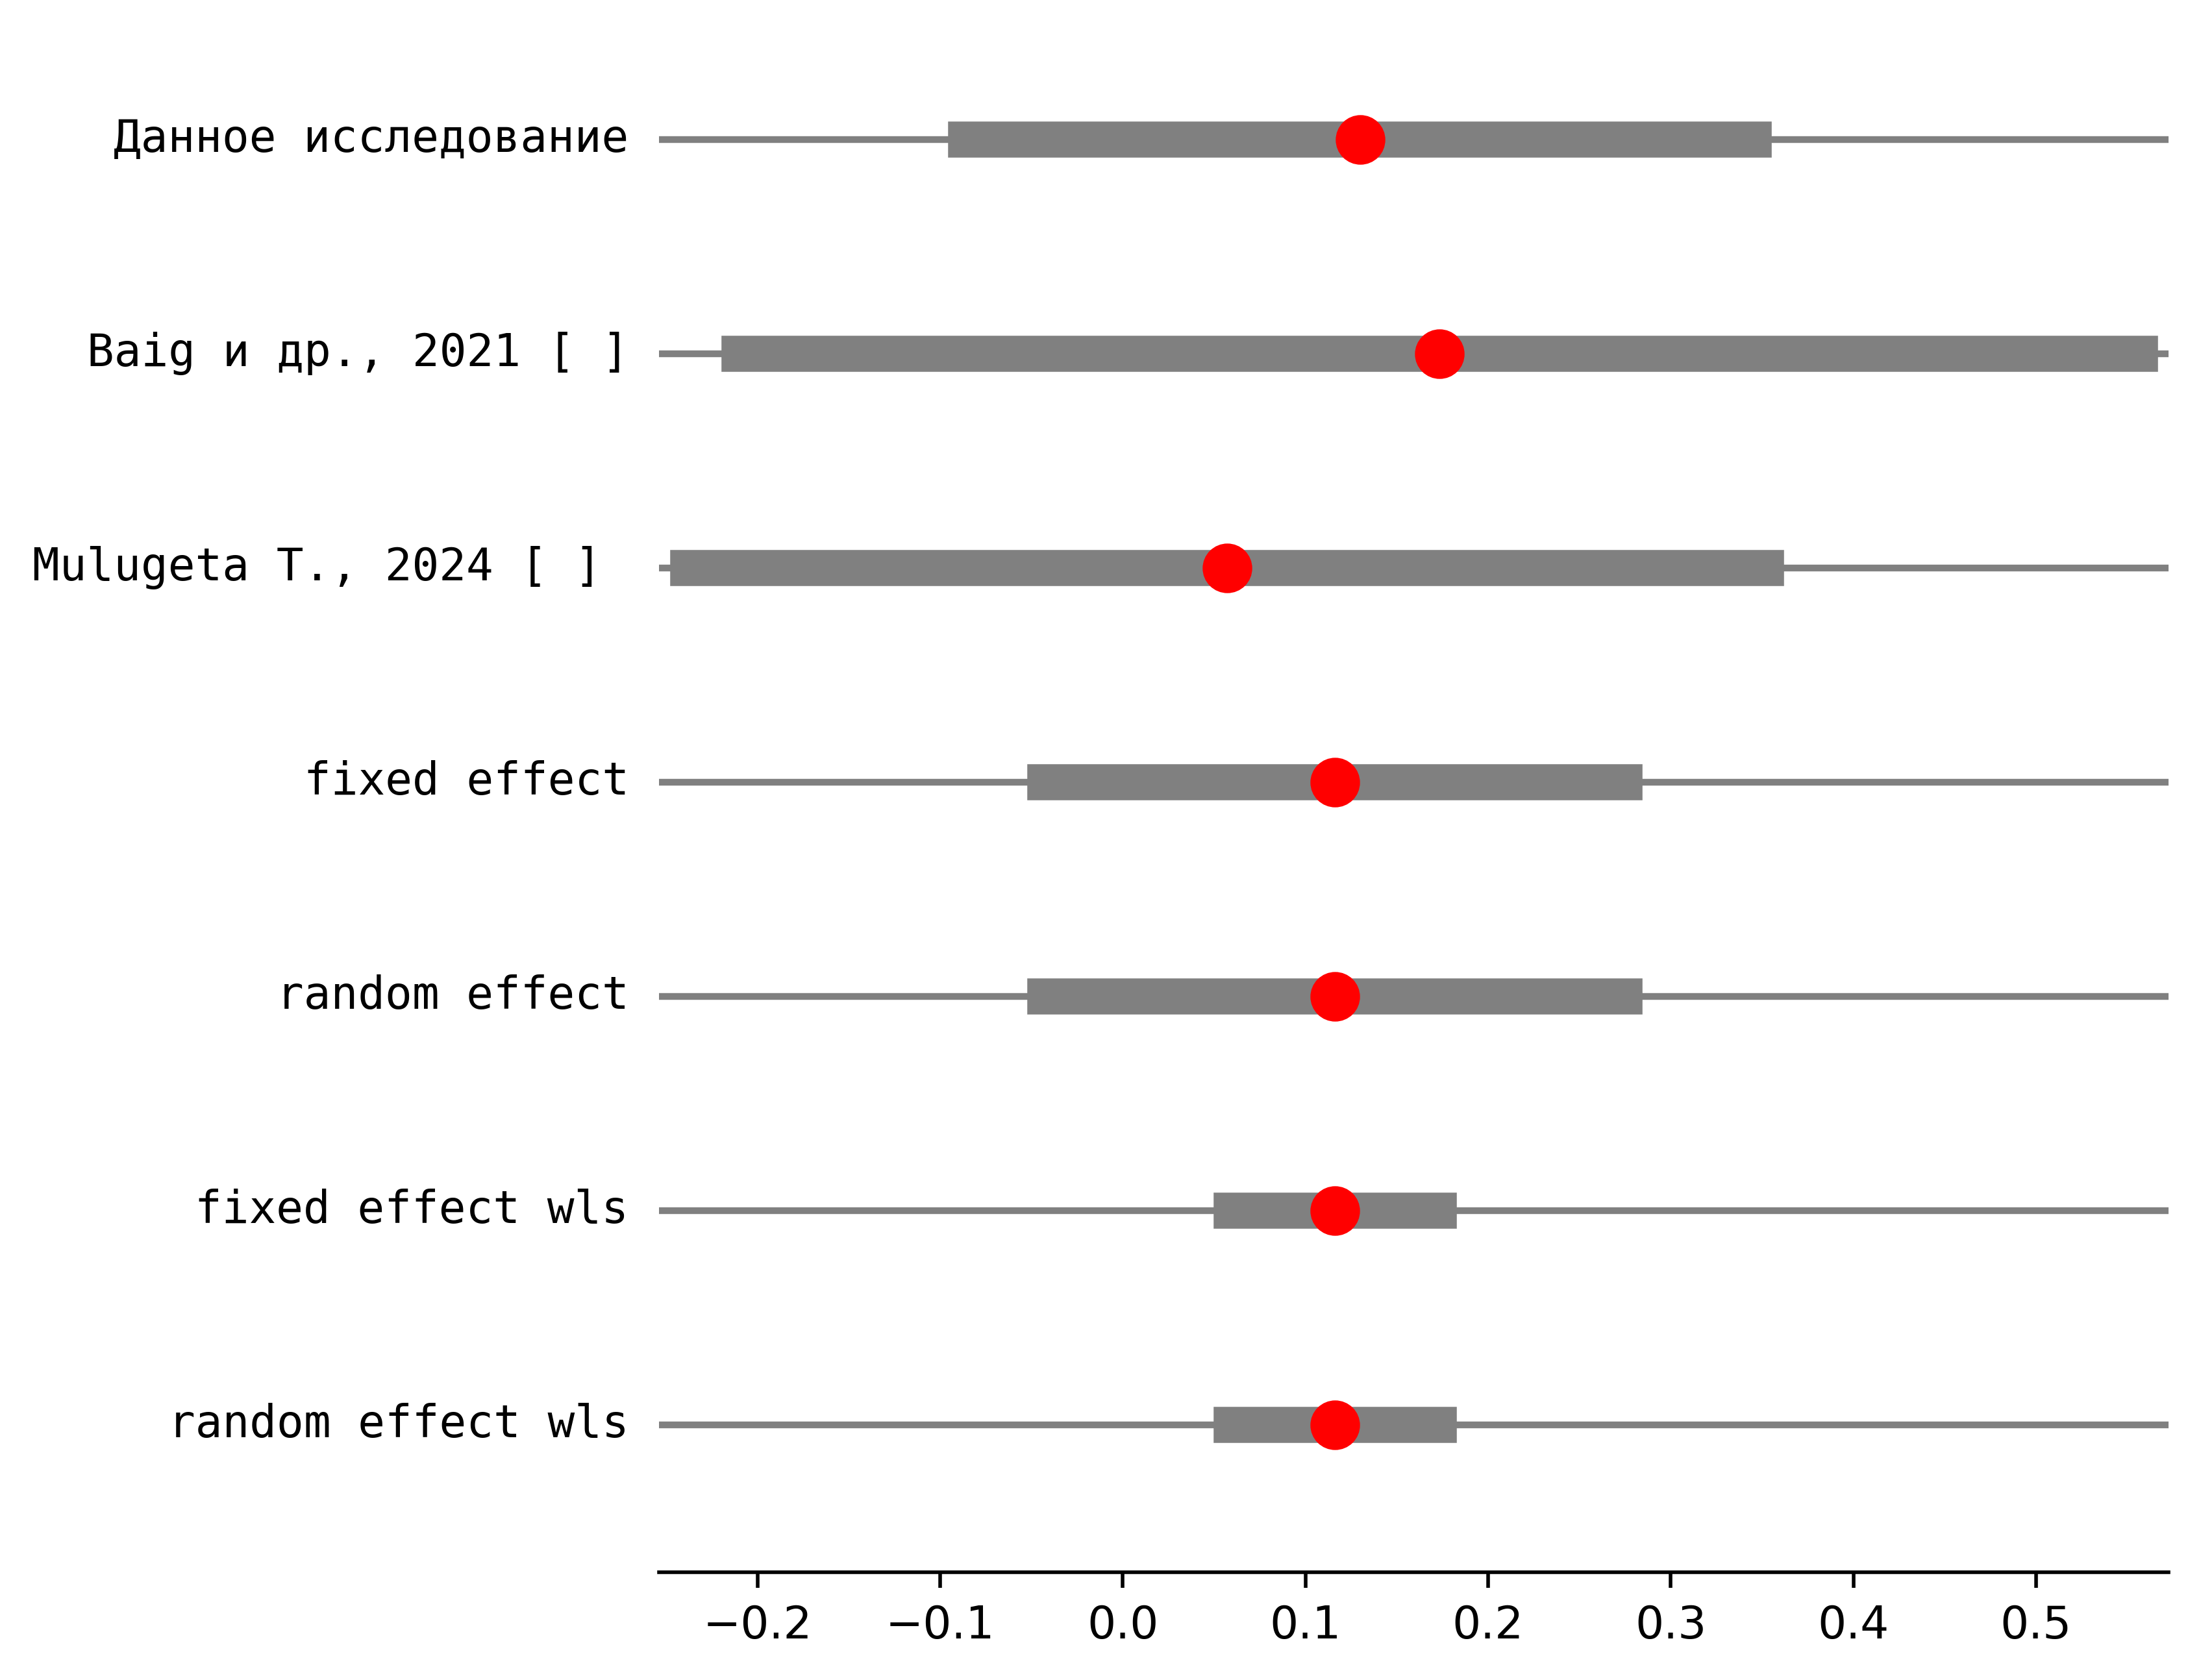 Данное исследование
Baig и др., 2021 [ ]
Mulugeta T., 2024 [ ]
fixed effect
random effect
fixed effect wls
random effect wls
−0.2 −0.1 0.0 0.1 0.2 0.3 0.4 0.5